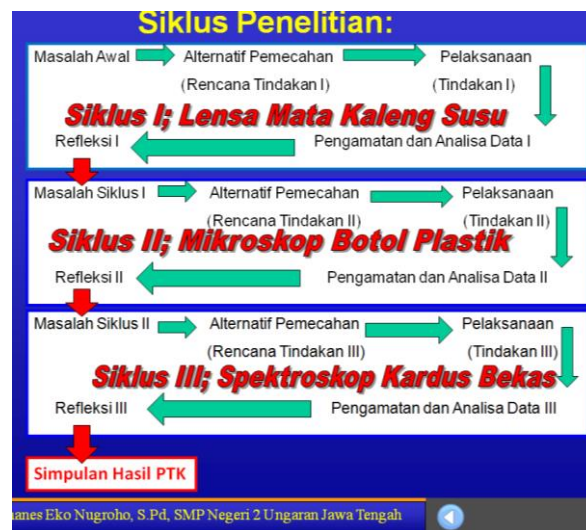 Siklus Penelitian:
Masalah Awal Alternatif Pemecahan Pelaksanaan
(Rencana Tindakan I) (Tindakan I)
Siklus I; Lensa Mata Kaleng Susu
Refleksi I Pengamatan dan Analisa Data I
Masalah Siklus I Alternatif Pemecahan Pelaksanaan
(Rencana Tindakan II) (Tindakan II)
Siklus II; Mikroskop Botol Plastik
Refleksi II Pengamatan dan Analisa Data II
Masalah Siklus II Alternatif Pemecahan Pelaksanaan
(Rencana Tindakan III) (Tindakan III)
Siklus III; Spektroskop Kardus Bekas
Refleksi III Pengamatan dan Analisa Data III
Simpulan Hasil PTK
anes Eko Nugroho, S.Pd, SMP Negeri 2 Ungaran Jawa Tengah